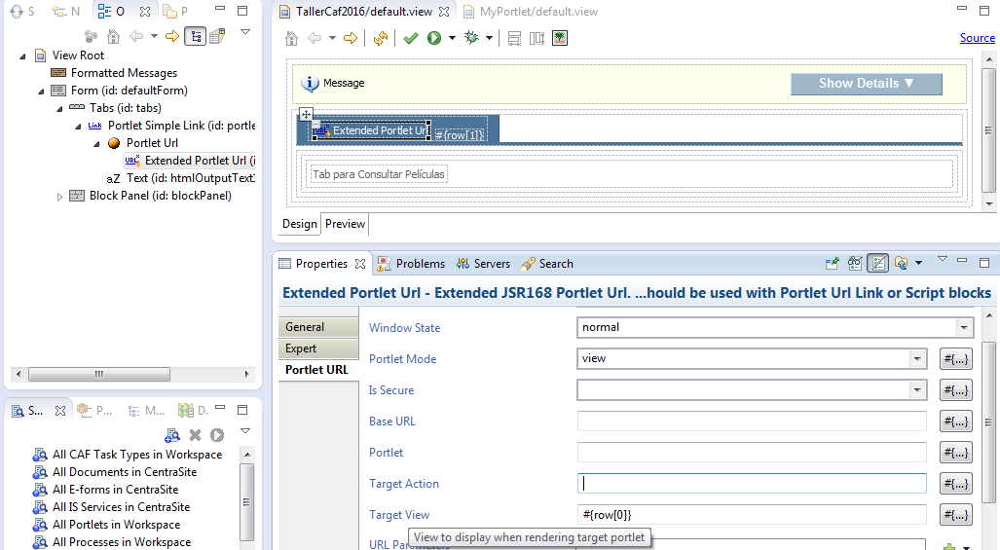 S
N
O
P
View Root
Formatted Messages
Form (id: defaultForm)
Tabs (id: tabs)
Link Portlet Simple Link (id: portle
Portlet Url
URL Extended Portlet Url (i
aZ Text (id: htmlOutputText
Block Panel (id: blockPanel)
S...
P...
M...
D.
All CAF Task Types in Workspace
All Documents in CentraSite
All E-forms in CentraSite
All IS Services in CentraSite
All Portlets in Workspace
All Processes in Workspace
TallerCaf2016/default.view
MyPortlet/default.view
Source
Message
Show Details ▼
URL Extended Portlet Url
#{row[1]}
Tab para Consultar Películas
Design
Preview
Properties
Problems
Servers
Search
Extended Portlet Url - Extended JSR168 Portlet Url. ...hould be used with Portlet Url Link or Script blocks
General
Expert
Portlet URL
Window State
normal
Portlet Mode
view
#{...}
Is Secure
#{...}
Base URL
#{...}
Portlet
#{...}
Target Action
#{...}
Target View
#{row[0]}
#{...}
View to display when rendering target portlet
URL Parameters